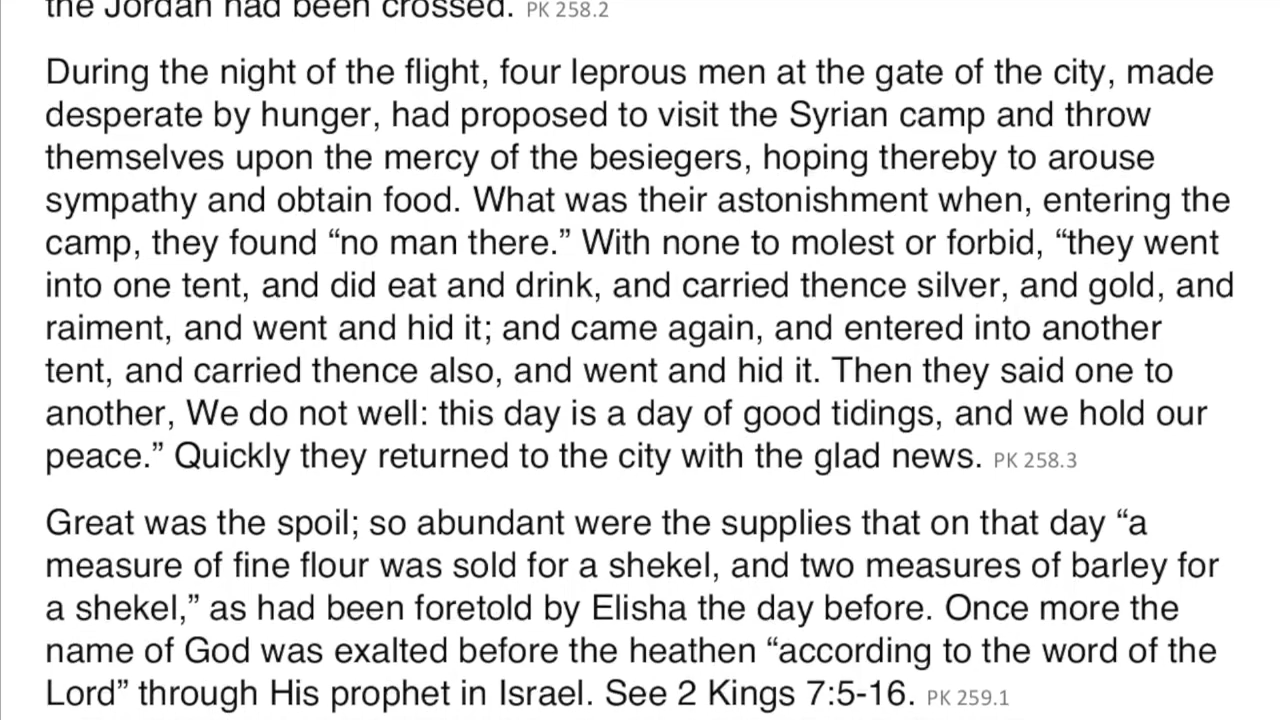 the Jordan had been crossed. PK 258.2
During the night of the flight, four leprous men at the gate of the city, made
desperate by hunger, had proposed to visit the Syrian camp and throw
themselves upon the mercy of the besiegers, hoping thereby to arouse
sympathy and obtain food. What was their astonishment when, entering the
camp, they found “no man there.” With none to molest or forbid, “they went
into one tent, and did eat and drink, and carried thence silver, and gold, and
raiment, and went and hid it; and came again, and entered into another
tent, and carried thence also, and went and hid it. Then they said one to
another, We do not well: this day is a day of good tidings, and we hold our
peace.” Quickly they returned to the city with the glad news. PK 258.3
Great was the spoil; so abundant were the supplies that on that day “a
measure of fine flour was sold for a shekel, and two measures of barley for
a shekel,” as had been foretold by Elisha the day before. Once more the
name of God was exalted before the heathen “according to the word of the
Lord” through His prophet in Israel. See 2 Kings 7:5-16. PK 259.1